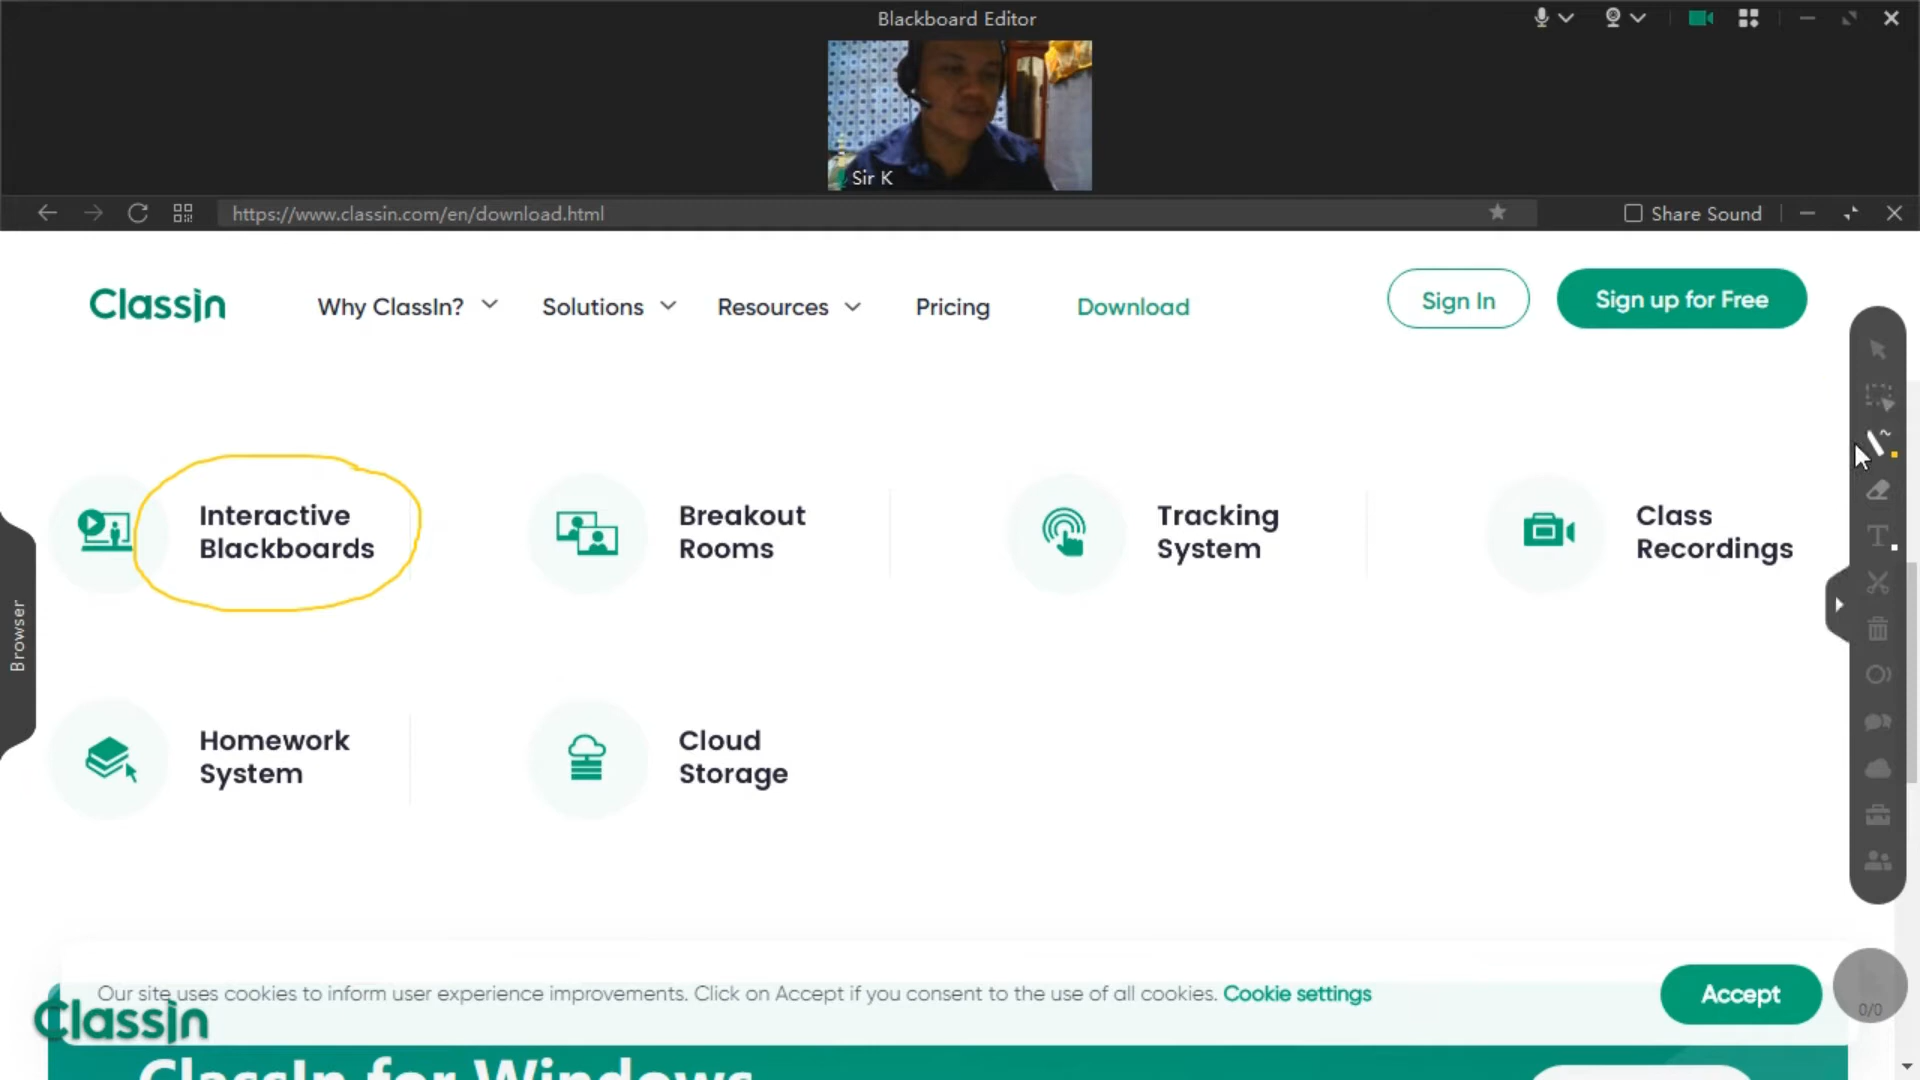 Blackboard Editor
Sir K
https://www.classin.com/en/download.html
Share Sound
ClassIn
Why ClassIn?
Solutions
Resources
Pricing
Download
Sign In
Sign up for Free
Interactive
Blackboards
Breakout
Rooms
Tracking
System
Class
Recordings
Browser
Homework
System
Cloud
Storage
Our site uses cookies to inform user experience improvements. Click on Accept if you consent to the use of all cookies. Cookie settings
Accept
0/0
ClassIn
ClassIn for Windows